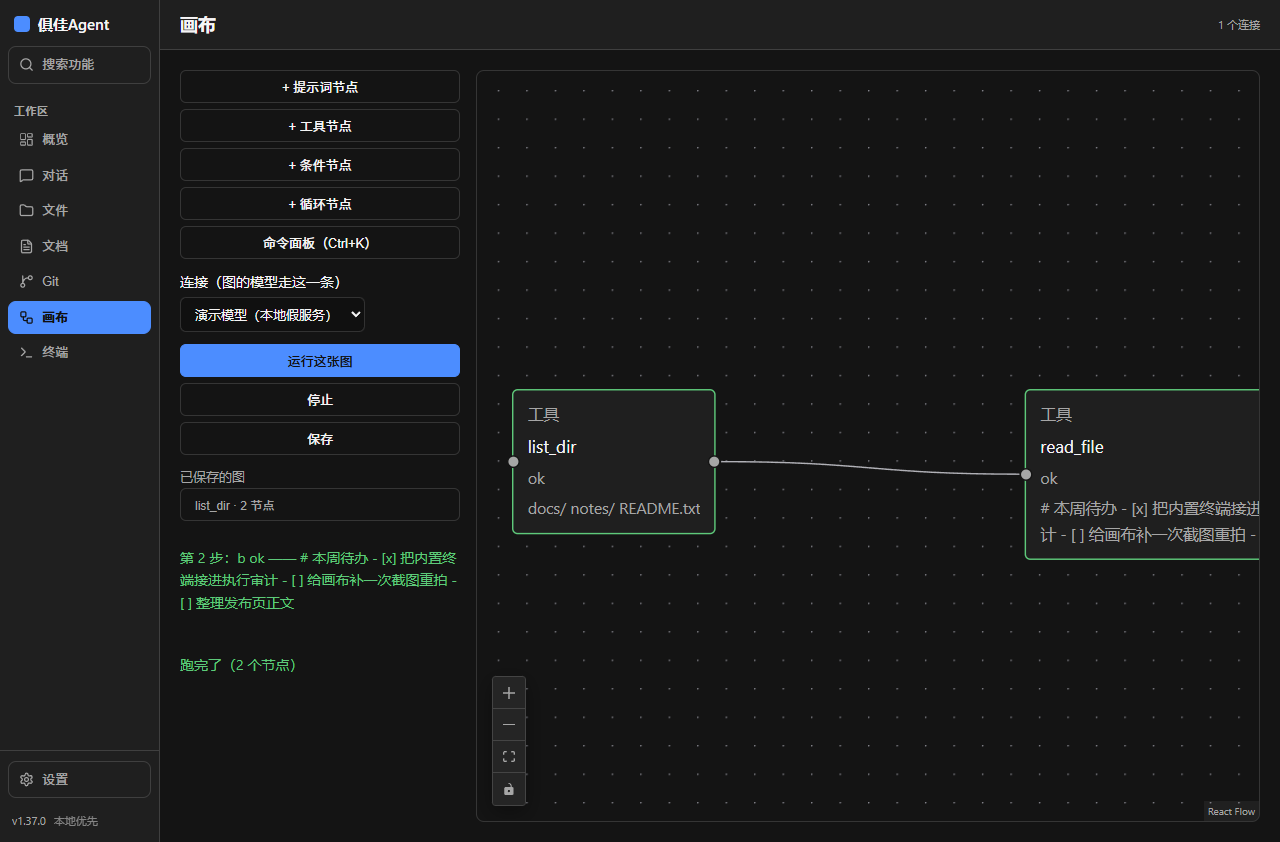 俱佳Agent
搜索功能
工作区
概览
对话
文件
文档
Git
画布
终端
设置
v1.37.0 本地优先
画布
1 个连接
+ 提示词节点
+ 工具节点
+ 条件节点
+ 循环节点
命令面板（Ctrl+K）
连接（图的模型走这一条）
演示模型（本地假服务）
运行这张图
停止
保存
已保存的图
list_dir · 2 节点
第 2 步：b ok —— # 本周待办 - [x] 把内置终
端接进执行审计 - [ ] 给画布补一次截图重拍 -
[ ] 整理发布页正文
跑完了（2 个节点）
工具
list_dir
ok
docs/ notes/ README.txt
工具
read_file
ok
# 本周待办 - [x] 把内置终端接进
计 - [ ] 给画布补一次截图重拍 -
React Flow